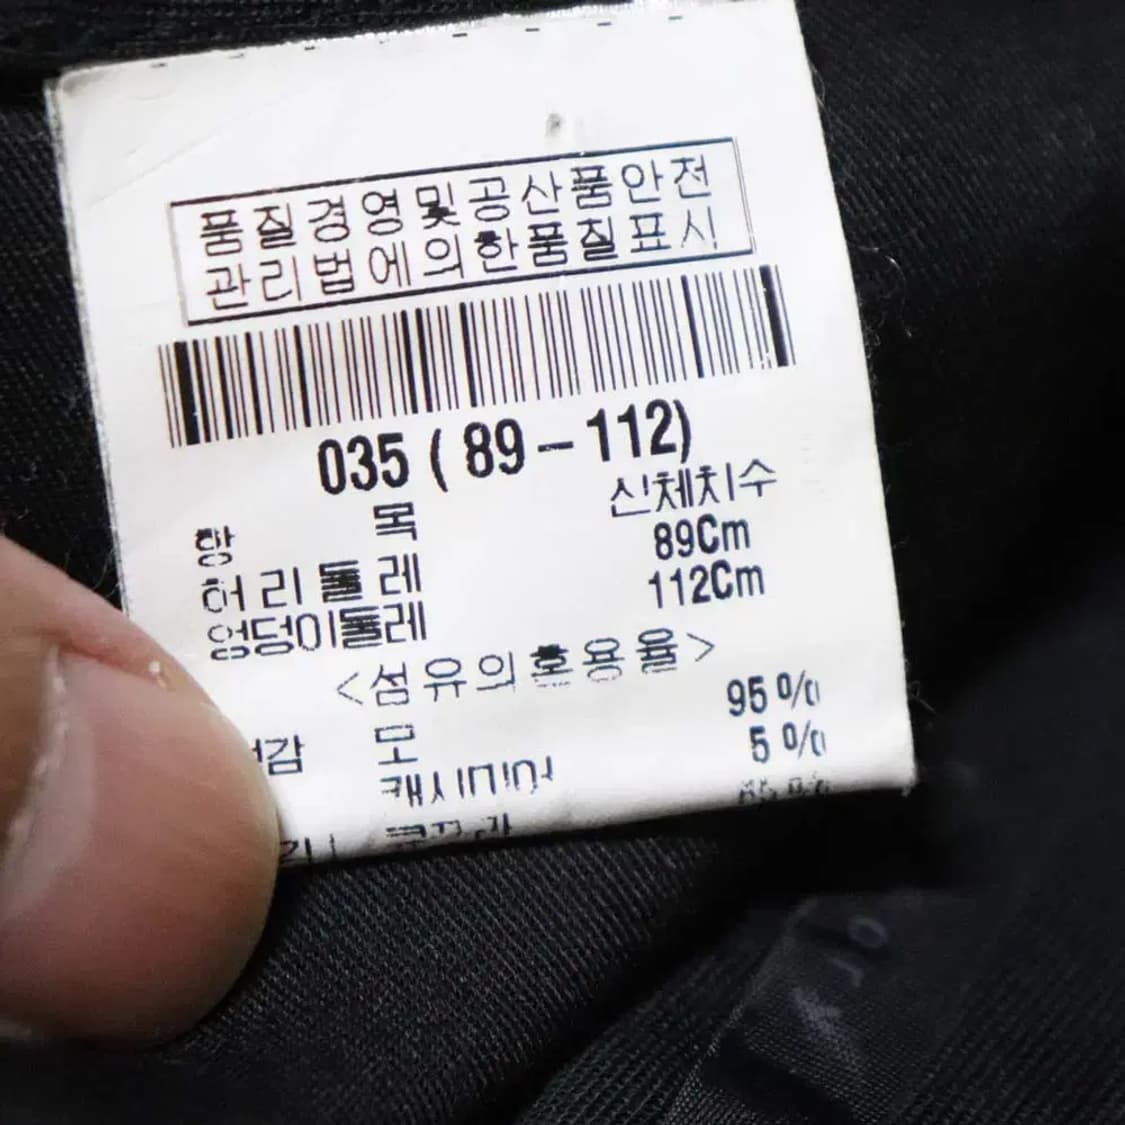 품질경영및공산품안전
관리법에의한품질표시
035 ( 89 – 112)
항 목 신체치수
허리둘레 89Cm
엉덩이둘레 112Cm
<섬유의혼용율>
모 95 %
캐시미어 5 %